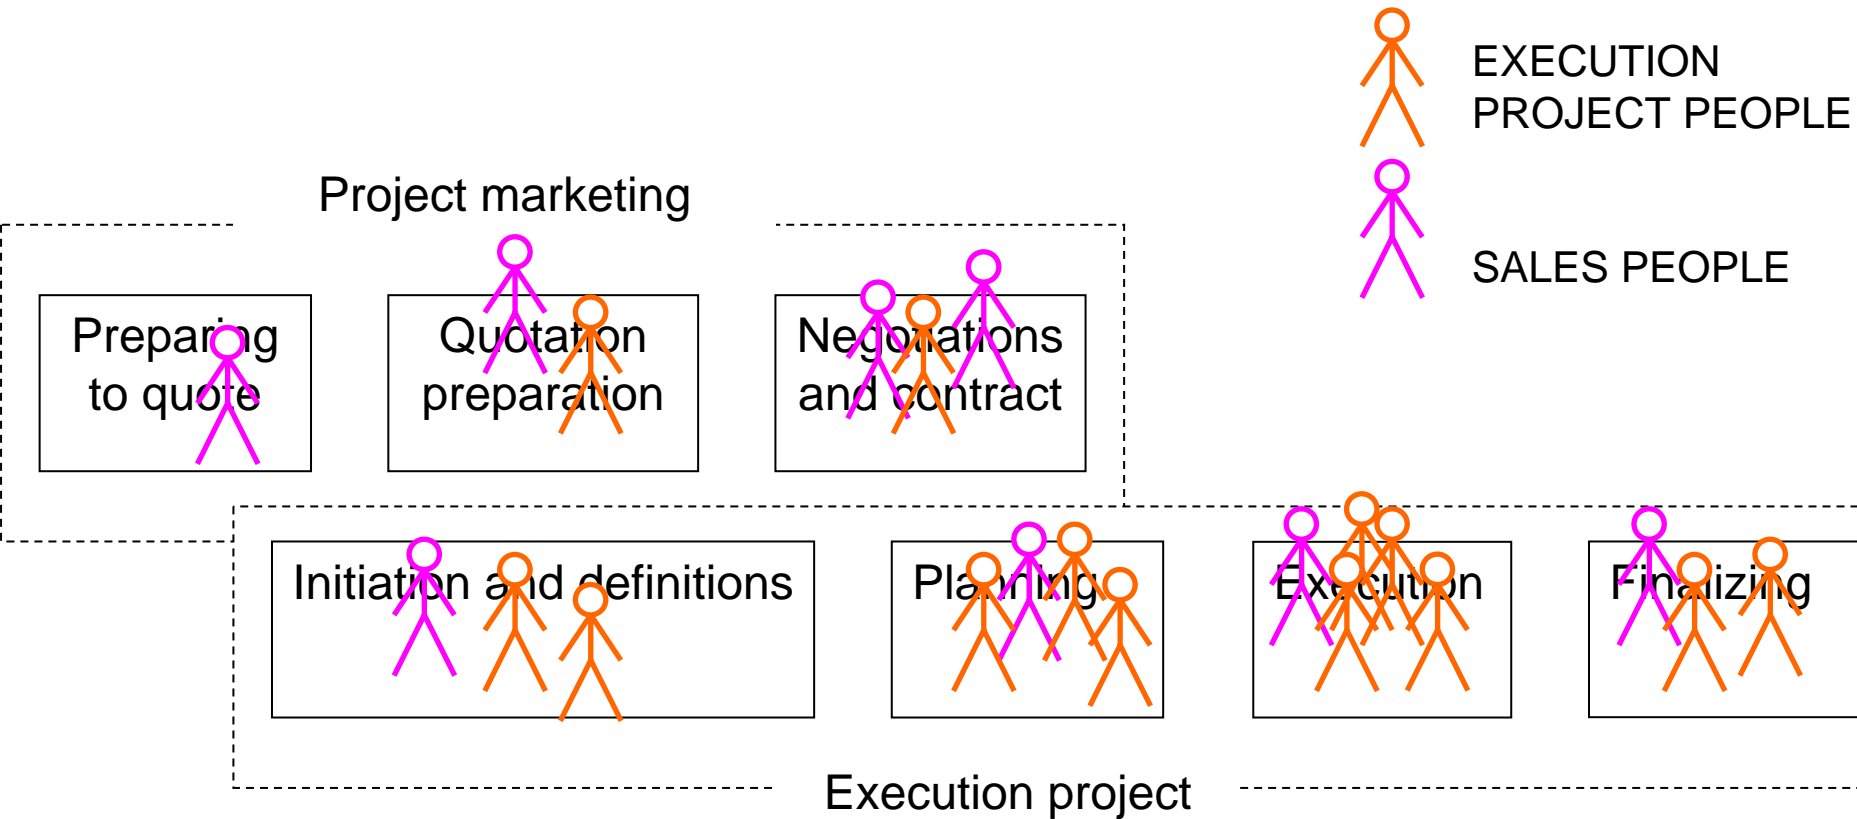 EXECUTION
PROJECT PEOPLE
SALES PEOPLE
Project marketing
Preparing
to quote
Quotation
preparation
Negotiations
and contract
Initiation and definitions
Planning
Execution
Finalizing
Execution project